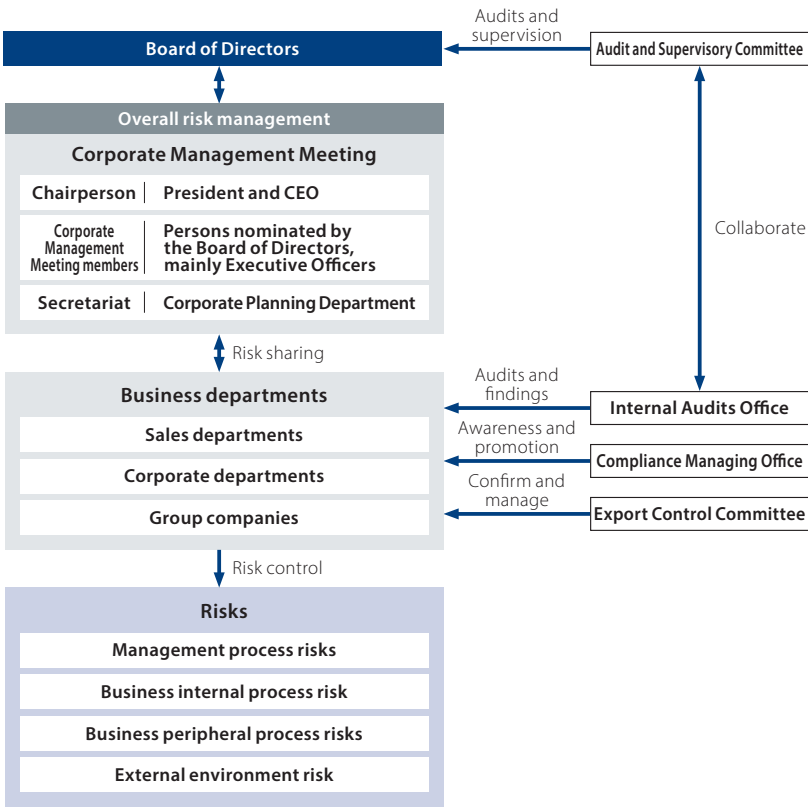 Audits and
supervision
Board of Directors
Audit and Supervisory Committee
Overall risk management
Corporate Management Meeting
Chairperson
President and CEO
Corporate
Management
Meeting members
Persons nominated by
the Board of Directors,
mainly Executive Officers
Secretariat
Corporate Planning Department
Collaborate
Risk sharing
Business departments
Sales departments
Corporate departments
Group companies
Audits and
findings
Internal Audits Office
Awareness and
promotion
Compliance Managing Office
Confirm and
manage
Export Control Committee
Risk control
Risks
Management process risks
Business internal process risk
Business peripheral process risks
External environment risk